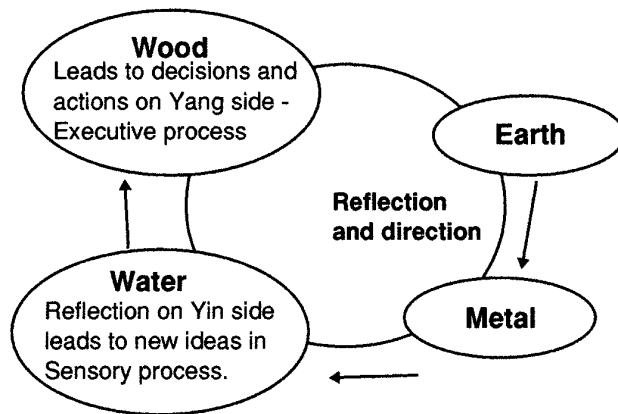 Wood
Leads to decisions and
actions on Yang side -
Executive process
Earth
Reflection
and direction
Water
Reflection on Yin side
leads to new ideas in
Sensory process.
Metal